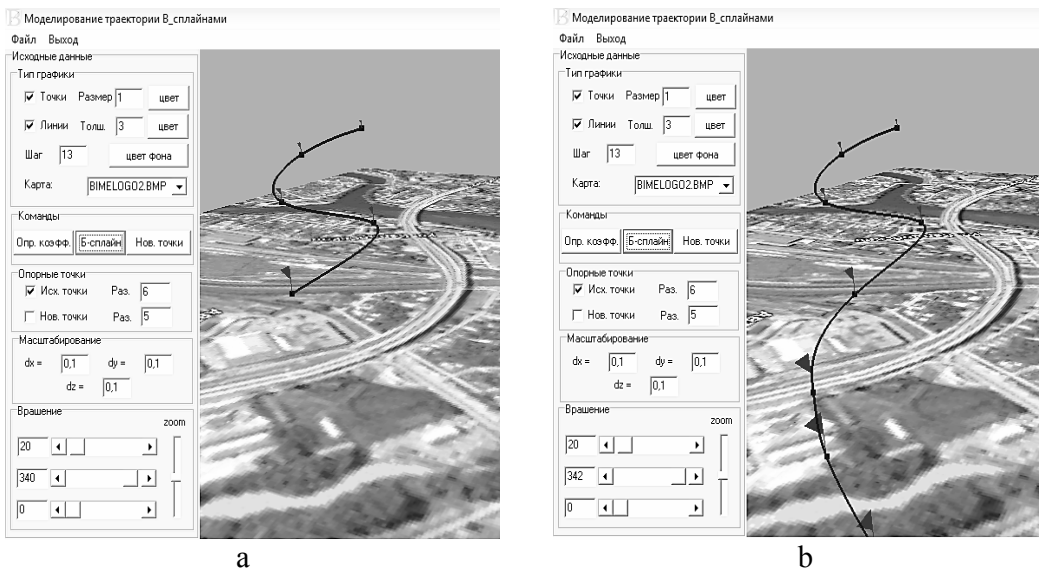 Моделирование траектории В_сплайнами
Файл Выход
Исходные данные
Тип графики
Точки Размер 1 цвет
Линии Толщ. 3 цвет
Шаг 13 цвет фона
Карта: BIMELOGO2.BMP
Команды
Опр. коэфф. Б-сплайн Нов. точки
Опорные точки
Исх. точки Раз. 6
Нов. точки Раз. 5
Масштабирование
dx = 0,1 dy = 0,1
dz = 0,1
Врашение
zoom
20
340
0
a
Моделирование траектории В_сплайнами
Файл Выход
Исходные данные
Тип графики
Точки Размер 1 цвет
Линии Толщ. 3 цвет
Шаг 13 цвет фона
Карта: BIMELOGO2.BMP
Команды
Опр. коэфф. Б-сплайн Нов. точки
Опорные точки
Исх. точки Раз. 6
Нов. точки Раз. 5
Масштабирование
dx = 0,1 dy = 0,1
dz = 0,1
Врашение
zoom
20
342
0
b